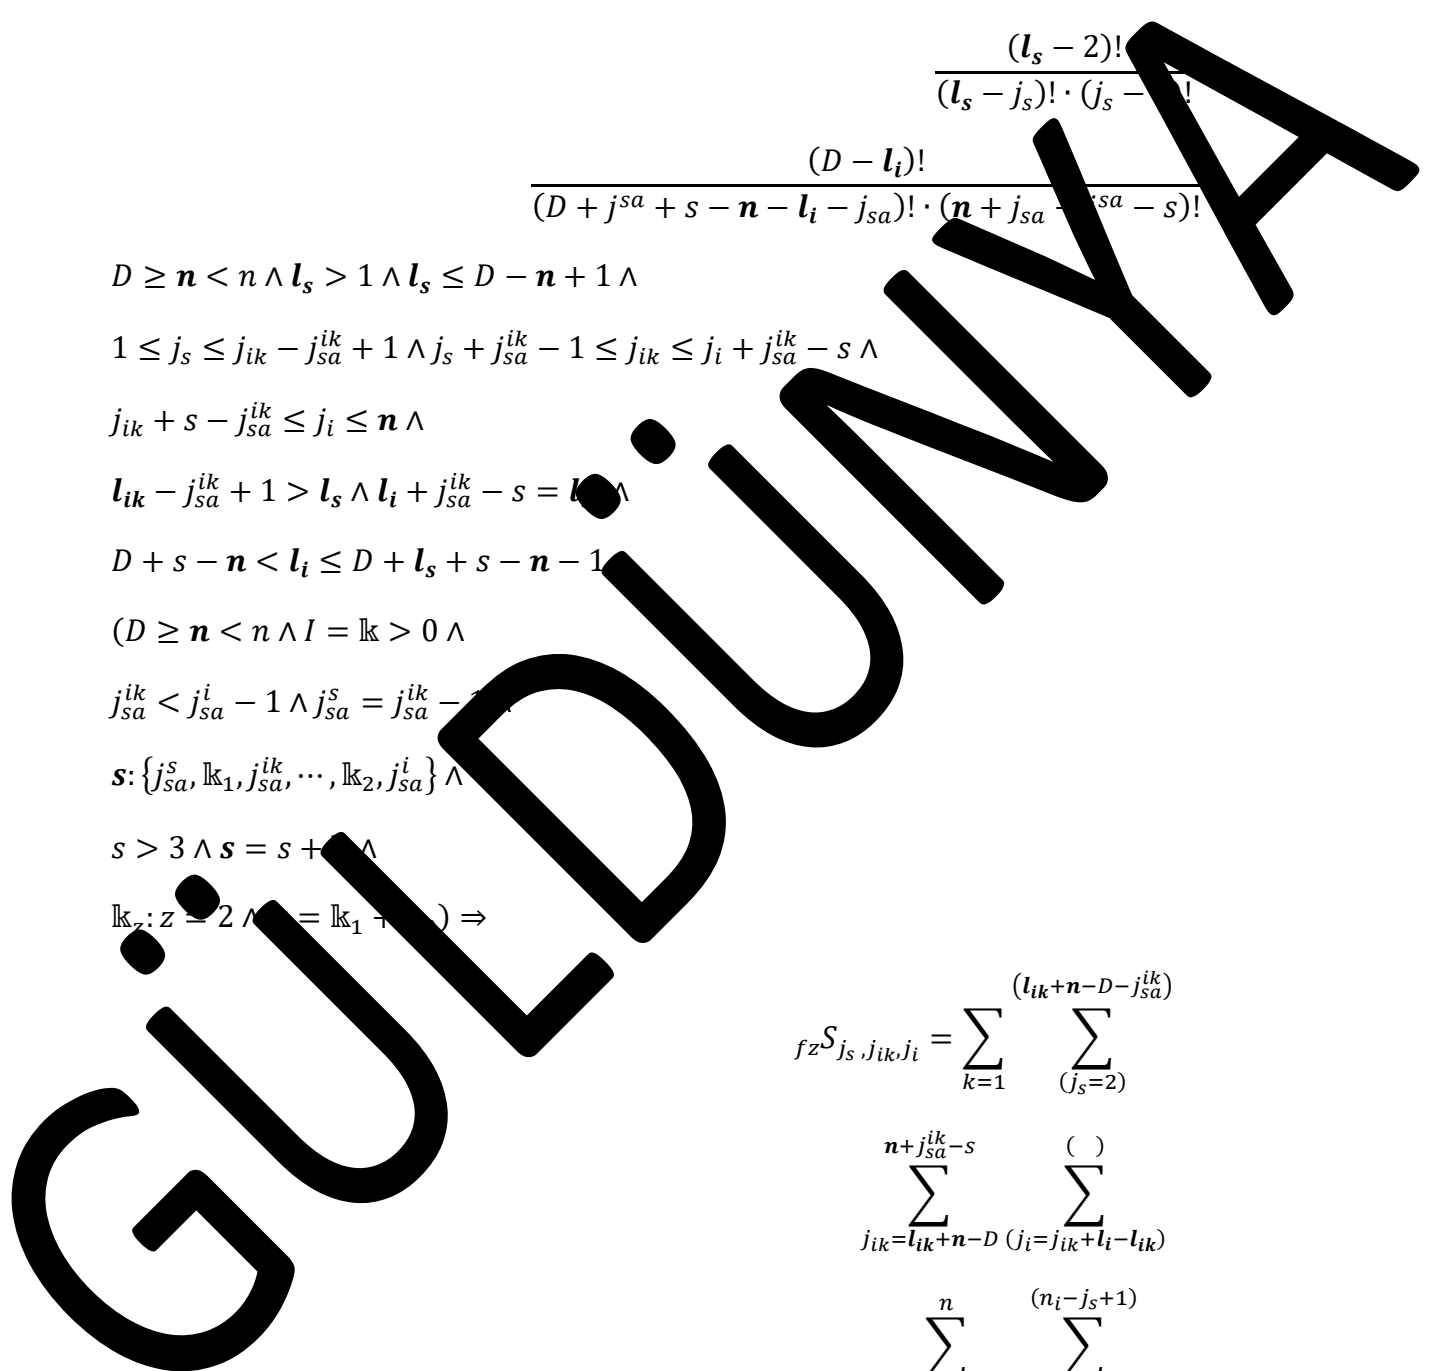 (l_s − 2)!
(l_s − j_s)! · (j_s − )!
(D − l_i)!
(D + j^{sa} + s − n − l_i − j_{sa})! · (n + j_{sa} − j^{sa} − s)!
D ≥ n < n ∧ l_s > 1 ∧ l_s ≤ D − n + 1 ∧
1 ≤ j_s ≤ j_{ik} − j_{sa}^{ik} + 1 ∧ j_s + j_{sa}^{ik} − 1 ≤ j_{ik} ≤ j_i + j_{sa}^{ik} − s ∧
j_{ik} + s − j_{sa}^{ik} ≤ j_i ≤ n ∧
l_{ik} − j_{sa}^{ik} + 1 > l_s ∧ l_i + j_{sa}^{ik} − s = l ∧
D + s − n < l_i ≤ D + l_s + s − n − 1
(D ≥ n < n ∧ I = 𝕜 > 0 ∧
j_{sa}^{ik} < j_{sa}^{i} − 1 ∧ j_{sa}^{s} = j_{sa}^{ik} − 1 ∧
s: {j_{sa}^{s}, 𝕜_1, j_{sa}^{ik}, ⋯ , 𝕜_2, j_{sa}^{i}} ∧
s > 3 ∧ s = s + ∧
𝕜_z: z = 2 ∧ = 𝕜_1 + ) ⇒
(l_{ik}+n−D−j_{sa}^{ik})
_{fz}S_{j_s ,j_{ik},j_i} = ∑ ∑
k=1 (j_s=2)
n+j_{sa}^{ik}−s ( )
∑ ∑
j_{ik}=l_{ik}+n−D (j_i=j_{ik}+l_i−l_{ik})
n (n_i−j_s+1)
∑ ∑
GÜLDÜNYA